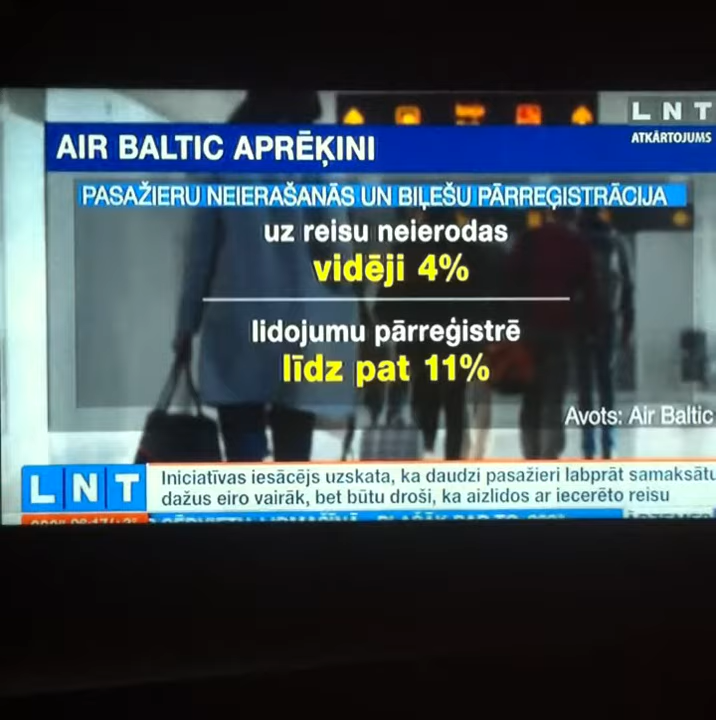 LNT
ATKĀRTOJUMS
AIR BALTIC APRĒĶINI
PASAŽIERU NEIERAŠANĀS UN BIĻEŠU PĀRREĢISTRĀCIJA
uz reisu neierodas
vidēji 4%
lidojumu pārreģistrē
līdz pat 11%
Avots: Air Baltic
LNT
Iniciatīvas iesācējs uzskata, ka daudzi pasažieri labprāt samaksātu
dažus eiro vairāk, bet būtu droši, ka aizlidos ar iecerēto reisu